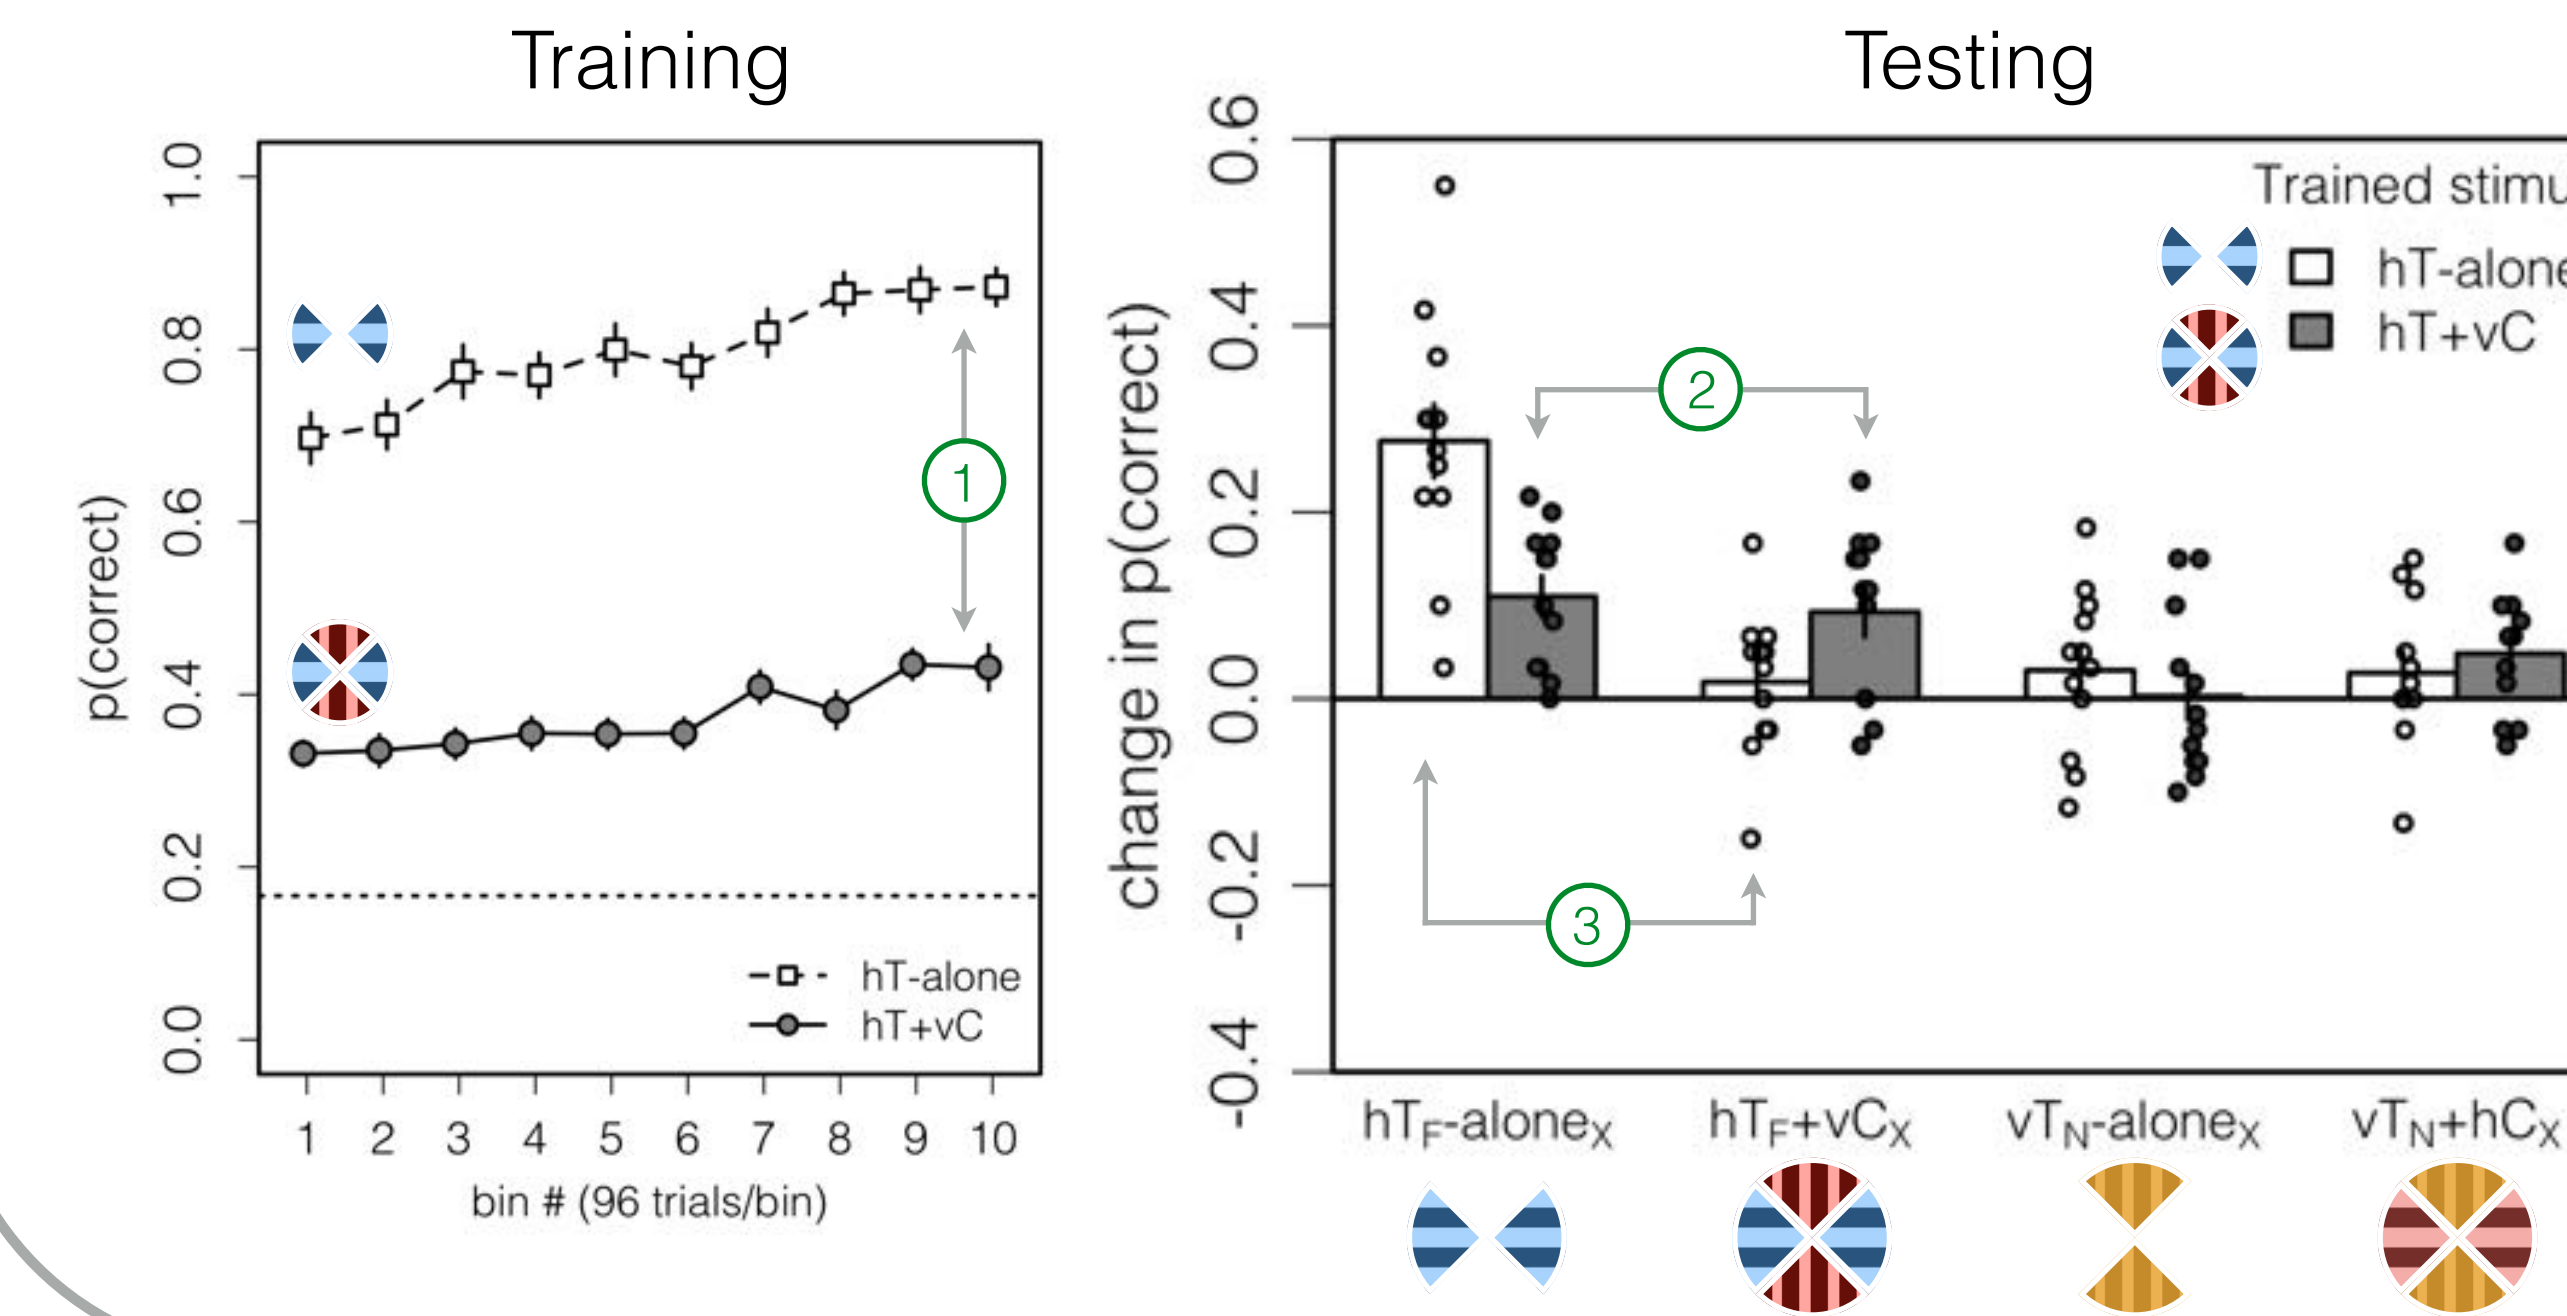 Training
p(correct)
1.0
0.8
0.6
0.4
0.2
0.0
1
hT-alone
hT+vC
1 2 3 4 5 6 7 8 9 10
bin # (96 trials/bin)
Testing
change in p(correct)
0.6
0.4
0.2
0.0
-0.2
-0.4
Trained stimu
hT-alone
hT+vC
2
3
hTF-aloneX hTF+vCX vTN-aloneX vTN+hCX